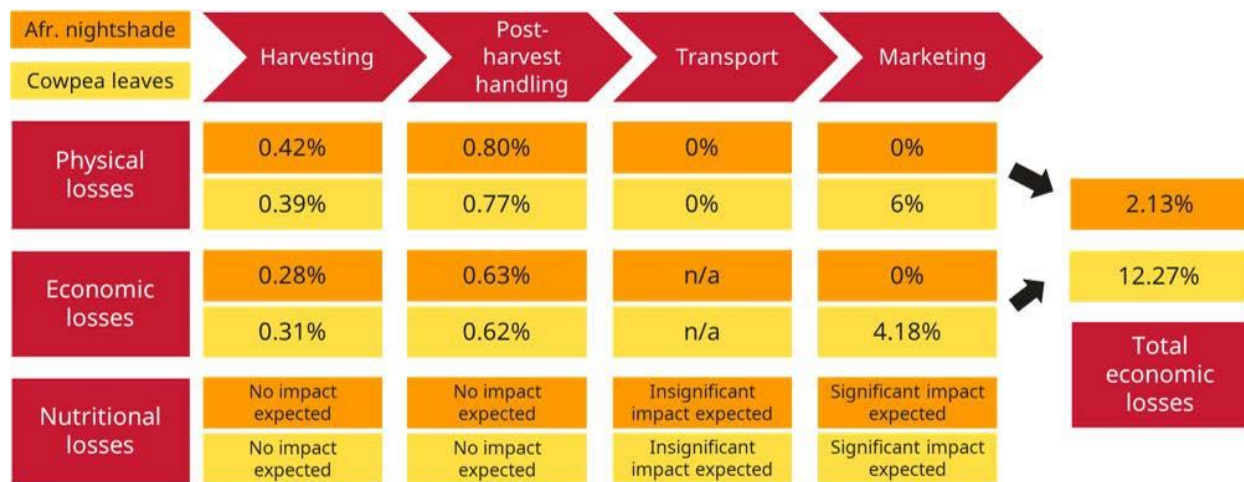 Afr. nightshade
Cowpea leaves
Harvesting
Post-
harvest
handling
Transport
Marketing
Physical
losses
0.42%
0.80%
0%
0%
0.39%
0.77%
0%
6%
Economic
losses
0.28%
0.63%
n/a
0%
0.31%
0.62%
n/a
4.18%
Nutritional
losses
No impact
expected
No impact
expected
Insignificant
impact expected
Significant impact
expected
No impact
expected
No impact
expected
Insignificant
impact expected
Significant impact
expected
2.13%
12.27%
Total
economic
losses